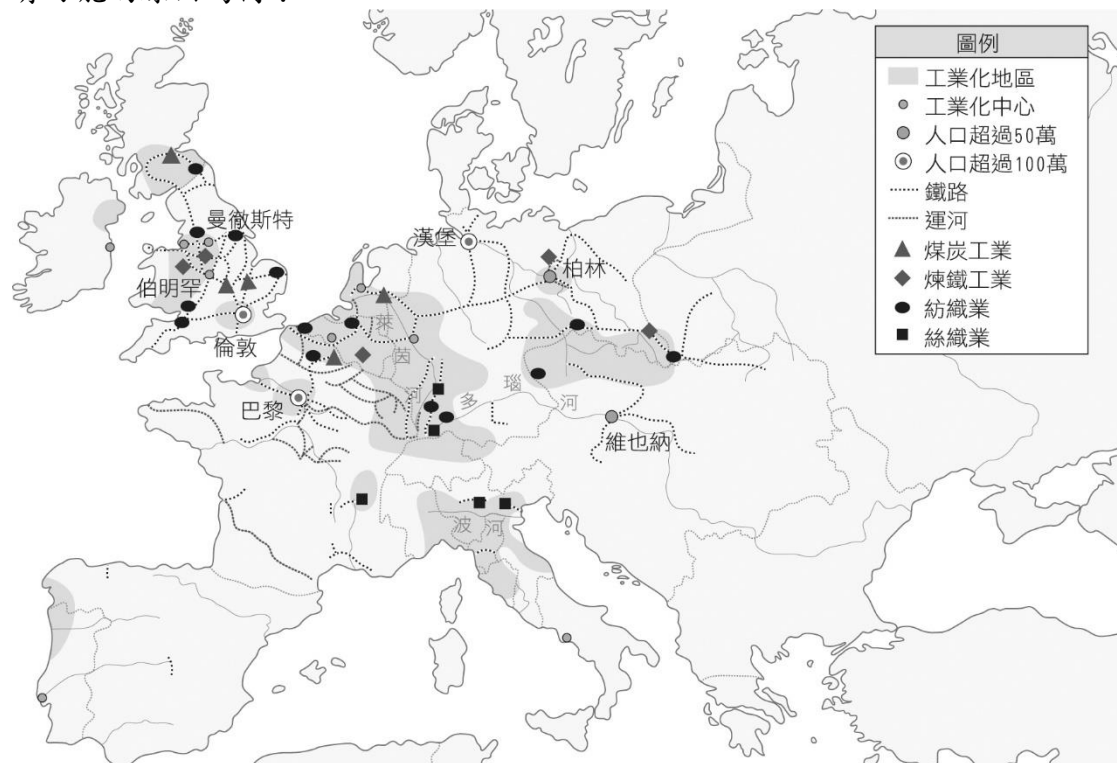 圖例
工業化地區
工業化中心
人口超過50萬
人口超過100萬
鐵路
運河
煤炭工業
煉鐵工業
紡織業
絲織業
曼徹斯特
伯明罕
倫敦
漢堡
柏林
萊茵河
巴黎
多瑙河
維也納
波河